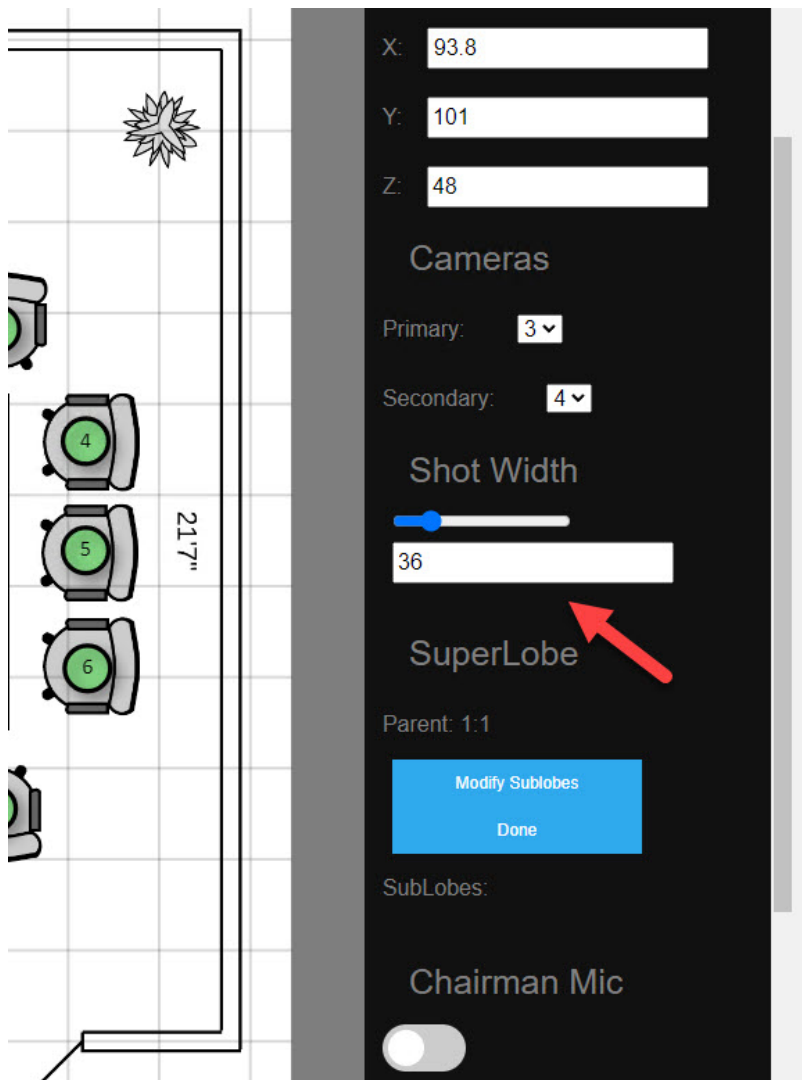 X: 93.8
Y: 101
Z: 48
Cameras
Primary: 3
Secondary: 4
Shot Width
36
SuperLobe
Parent: 1:1
Modify Sublobes
Done
SubLobes:
Chairman Mic
4
5
6
21'7"